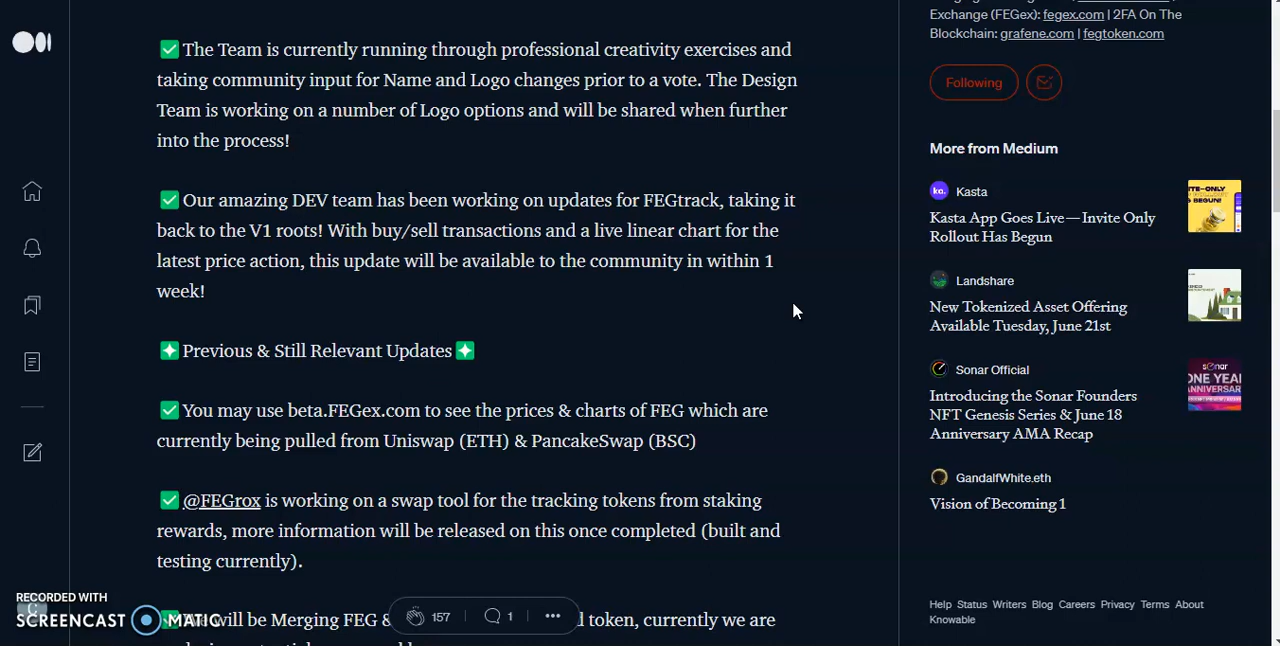 The Team is currently running through professional creativity exercises and
taking community input for Name and Logo changes prior to a vote. The Design
Team is working on a number of Logo options and will be shared when further
into the process!
Our amazing DEV team has been working on updates for FEGtrack, taking it
back to the V1 roots! With buy/sell transactions and a live linear chart for the
latest price action, this update will be available to the community in within 1
week!
Previous & Still Relevant Updates
You may use beta.FEGex.com to see the prices & charts of FEG which are
currently being pulled from Uniswap (ETH) & PancakeSwap (BSC)
@FEGrox is working on a swap tool for the tracking tokens from staking
rewards, more information will be released on this once completed (built and
testing currently).
will be Merging FEG &
token, currently we are
157
1
Exchange (FEGex): fegex.com | 2FA On The
Blockchain: grafene.com | fegtoken.com
Following
More from Medium
ka.
Kasta
Kasta App Goes Live—Invite Only
Rollout Has Begun
ITE-ONLY
BEGUN!
Landshare
New Tokenized Asset Offering
Available Tuesday, June 21st
Sonar Official
Introducing the Sonar Founders
NFT Genesis Series & June 18
Anniversary AMA Recap
sonar
ONE YEA
ANNIVERSAR
GandalfWhite.eth
Vision of Becoming 1
Help Status Writers Blog Careers Privacy Terms About
Knowable
RECORDED WITH
SCREENCAST MATIC